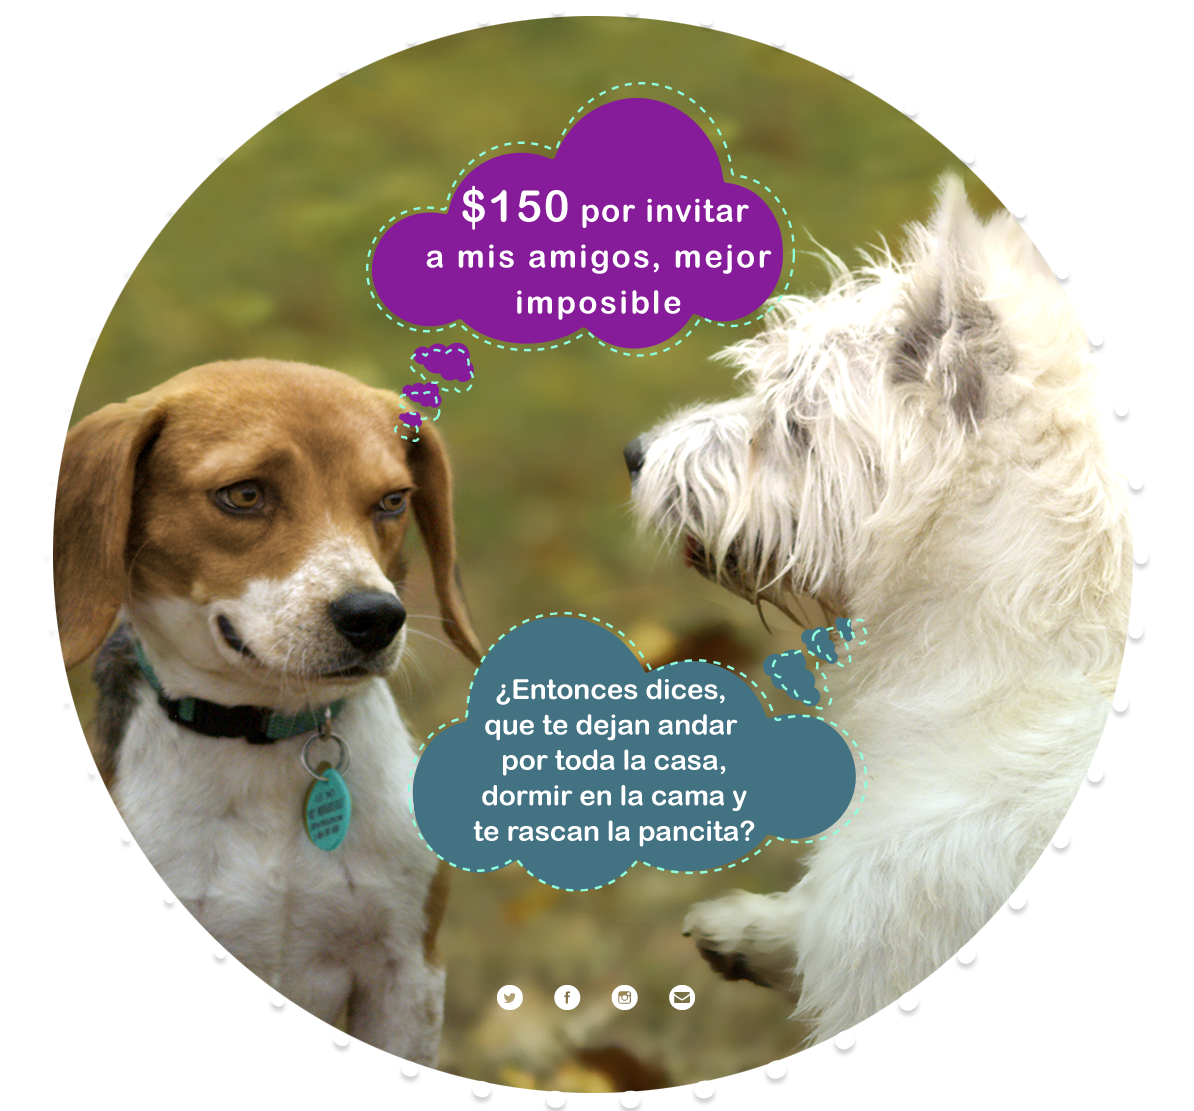 $150 por invitar
a mis amigos, mejor
imposible
¿Entonces dices,
que te dejan andar
por toda la casa,
dormir en la cama y
te rascan la pancita?